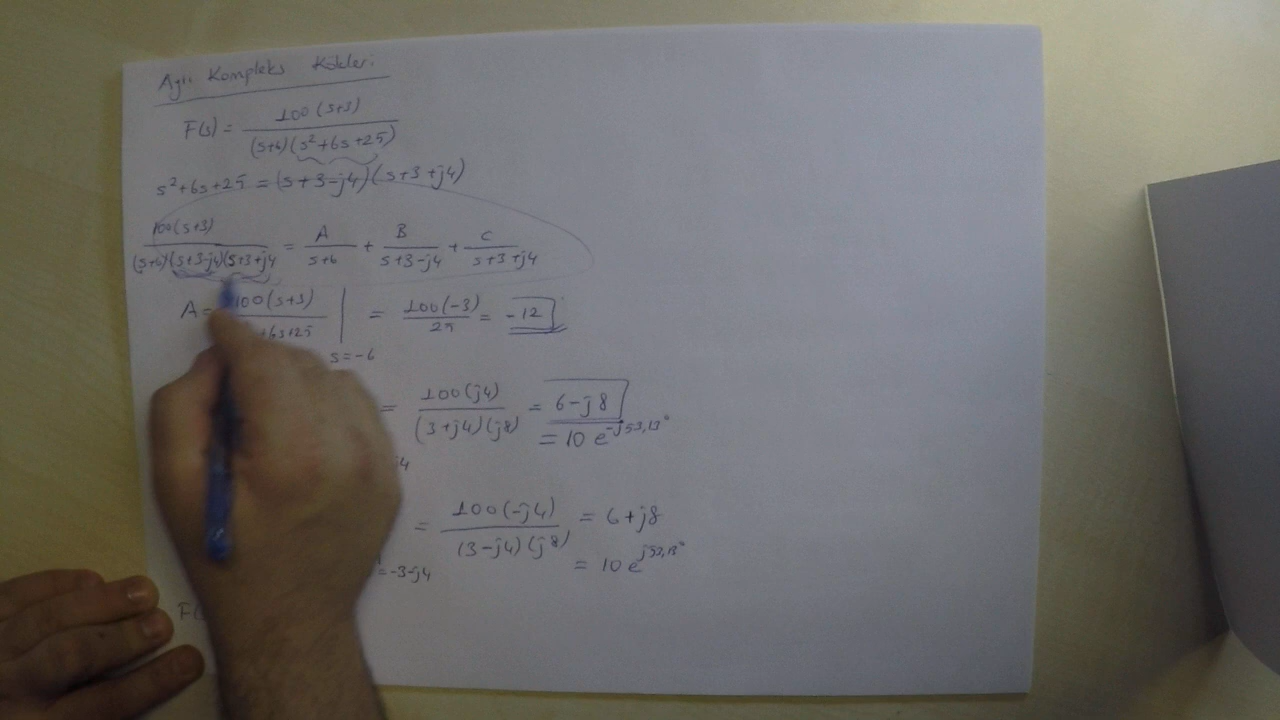 Ayrı Kompleks Kökler:
F(s) = 100(s+3) / (s+6)(s²+6s+25)
s²+6s+25 = (s+3-j4)(s+3+j4)
100(s+3) / (s+6)(s+3-j4)(s+3+j4 = A / s+6 + B / s+3-j4 + C / s+3+j4
A = 100(s+3) / +6s+25 | s=-6 = 100(-3) / 25 = -12
= 100(j4) / (3+j4)(j8) = 6-j8
= 10 e^-j53,13°
j4
= 100(-j4) / (3-j4)(j8) = 6+j8
=-3-j4
= 10 e^j53,13°
F(